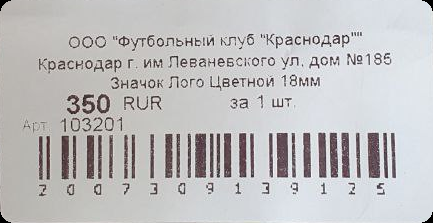 ООО "Футбольный клуб "Краснодар""
Краснодар г. им Леваневского ул, дом №185
Значок Лого Цветной 18мм
350 RUR за 1 шт.
Арт. 103201
2007309139125